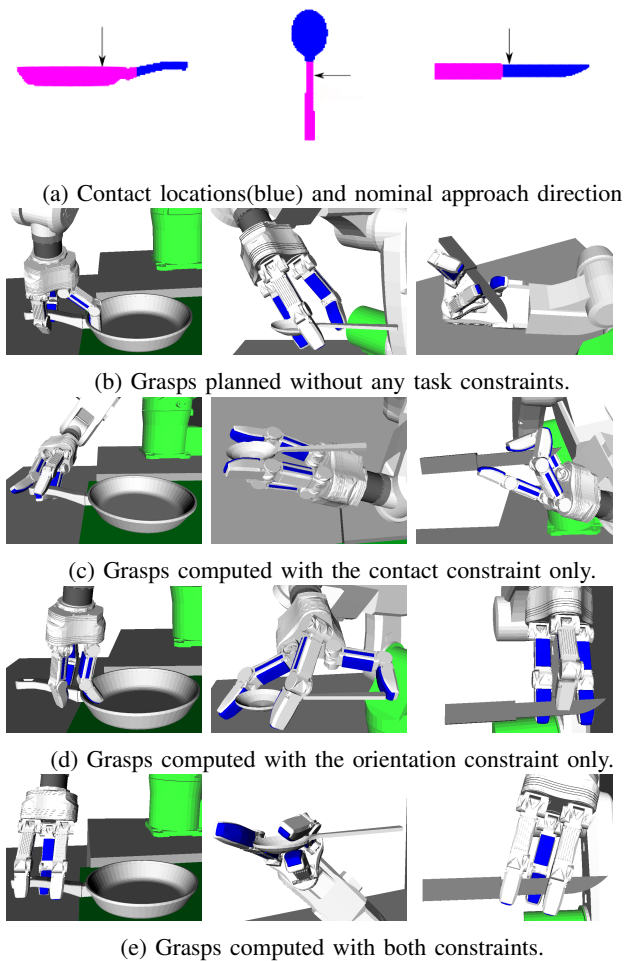 (a) Contact locations(blue) and nominal approach direction
(b) Grasps planned without any task constraints.
(c) Grasps computed with the contact constraint only.
(d) Grasps computed with the orientation constraint only.
(e) Grasps computed with both constraints.